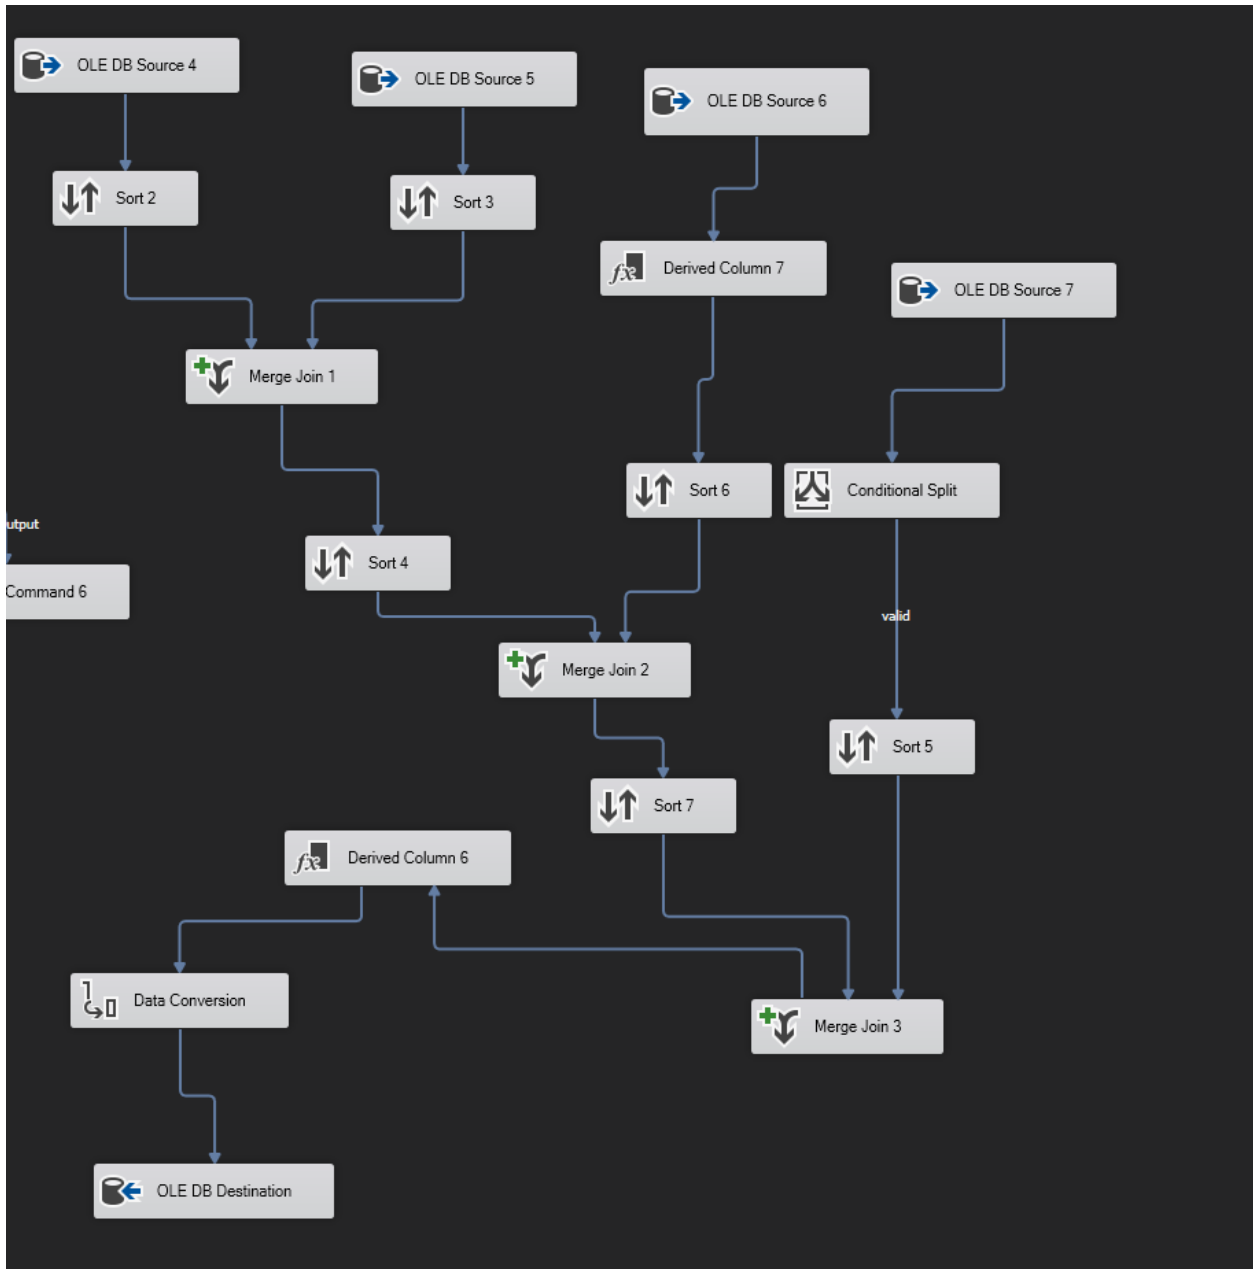 OLE DB Source 4
OLE DB Source 5
OLE DB Source 6
Sort 2
Sort 3
Derived Column 7
OLE DB Source 7
Merge Join 1
Sort 6
Conditional Split
utput
Sort 4
Command 6
valid
Merge Join 2
Sort 5
Sort 7
Derived Column 6
Data Conversion
Merge Join 3
OLE DB Destination